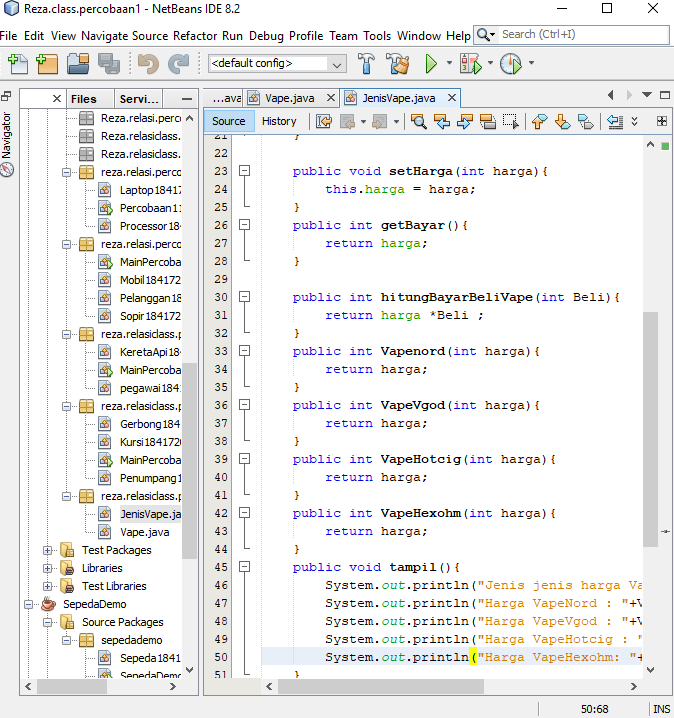 Reza.class.percobaan1 - NetBeans IDE 8.2
File Edit View Navigate Source Refactor Run Debug Profile Team Tools Window Help
Search (Ctrl+I)
<default config>
Files Servi...
...ava Vape.java JenisVape.java
Source History
Navigator
Reza.relasi.perco
Reza.relasiclass.
Reza.relasiclass.
reza.relasi.perco
Laptop18417
Percobaan11
Processor184
reza.relasi.perco
MainPercoba
Mobil184172
Pelanggan18
Sopir184172
reza.relasiclass.p
KeretaApi184
MainPercoba
pegawai1841
reza.relasiclass.p
Gerbong184
Kursi184172
MainPercoba
Penumpang1
reza.relasiclass.p
JenisVape.ja
Vape.java
Test Packages
Libraries
Test Libraries
SepedaDemo
Source Packages
sepedademo
Sepeda1841
SepedaDemo
21 }
22
23 public void setHarga(int harga){
24 this.harga = harga;
25 }
26 public int getBayar(){
27 return harga;
28 }
29
30 public int hitungBayarBeliVape(int Beli){
31 return harga *Beli ;
32 }
33 public int Vapenord(int harga){
34 return harga;
35 }
36 public int VapeVgod(int harga){
37 return harga;
38 }
39 public int VapeHotcig(int harga){
40 return harga;
41 }
42 public int VapeHexohm(int harga){
43 return harga;
44 }
45 public void tampil(){
46 System.out.println("Jenis jenis harga Va
47 System.out.println("Harga VapeNord : "+V
48 System.out.println("Harga VapeVgod : "+V
49 System.out.println("Harga VapeHotcig : "
50 System.out.println("Harga VapeHexohm: "+
51 }
50:68 INS